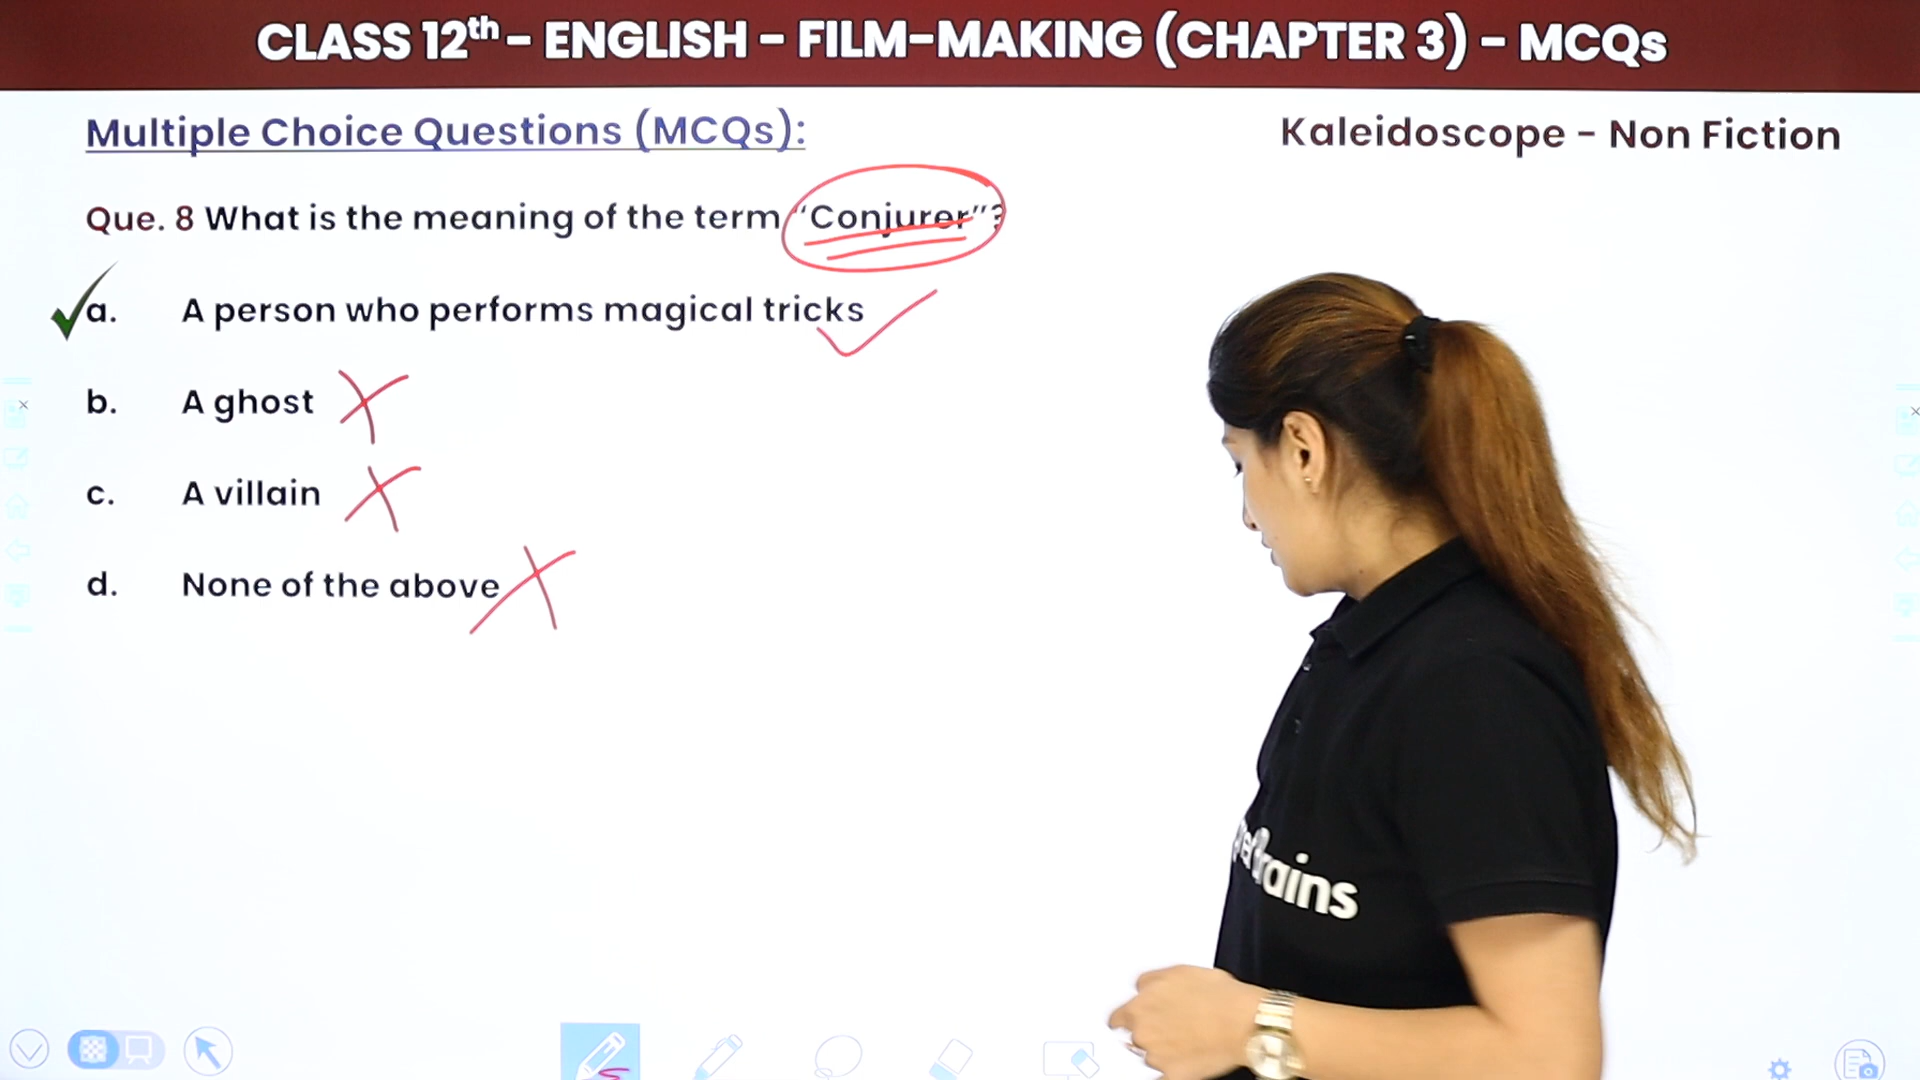 CLASS 12th - ENGLISH - FILM-MAKING (CHAPTER 3) - MCQs
Multiple Choice Questions (MCQs):
Kaleidoscope - Non Fiction
Que. 8 What is the meaning of the term "Conjurer"?
a. A person who performs magical tricks
b. A ghost
c. A villain
d. None of the above